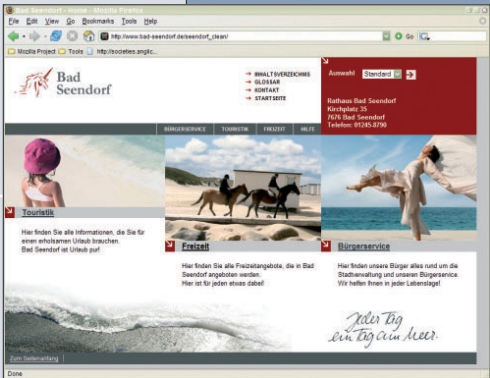 Bad Seendorf - Home - Mozilla Firefox
File Edit View Go Bookmarks Tools Help
http://www.bad-seendorf.de/seendorf_clean/
Go
Mozilla Project Tools http://societies.anglic...
Bad
Seendorf
INHALTSVERZEICHNIS
GLOSSAR
KONTAKT
STARTSEITE
Auswahl Standard
Rathaus Bad Seendorf
Kirchplatz 35
7676 Bad Seendorf
Telefon: 01245-8790
BÜRGERSERVICE TOURISTIK FREIZEIT HILFE
Touristik
Hier finden Sie alle Informationen, die Sie für
einen erholsamen Urlaub brauchen.
Bad Seendorf ist Urlaub pur!
Freizeit
Hier finden Sie alle Freizeitangebote, die in Bad
Seendorf angeboten werden.
Hier ist für jeden etwas dabei!
Bürgerservice
Hier finden unsere Bürger alles rund um die
Stadtverwaltung und unseren Bürgerservice.
Wir helfen Ihnen in jeder Lebenslage!
Jeder Tag
ein Tag am Meer.
Zum Seitenanfang
Done